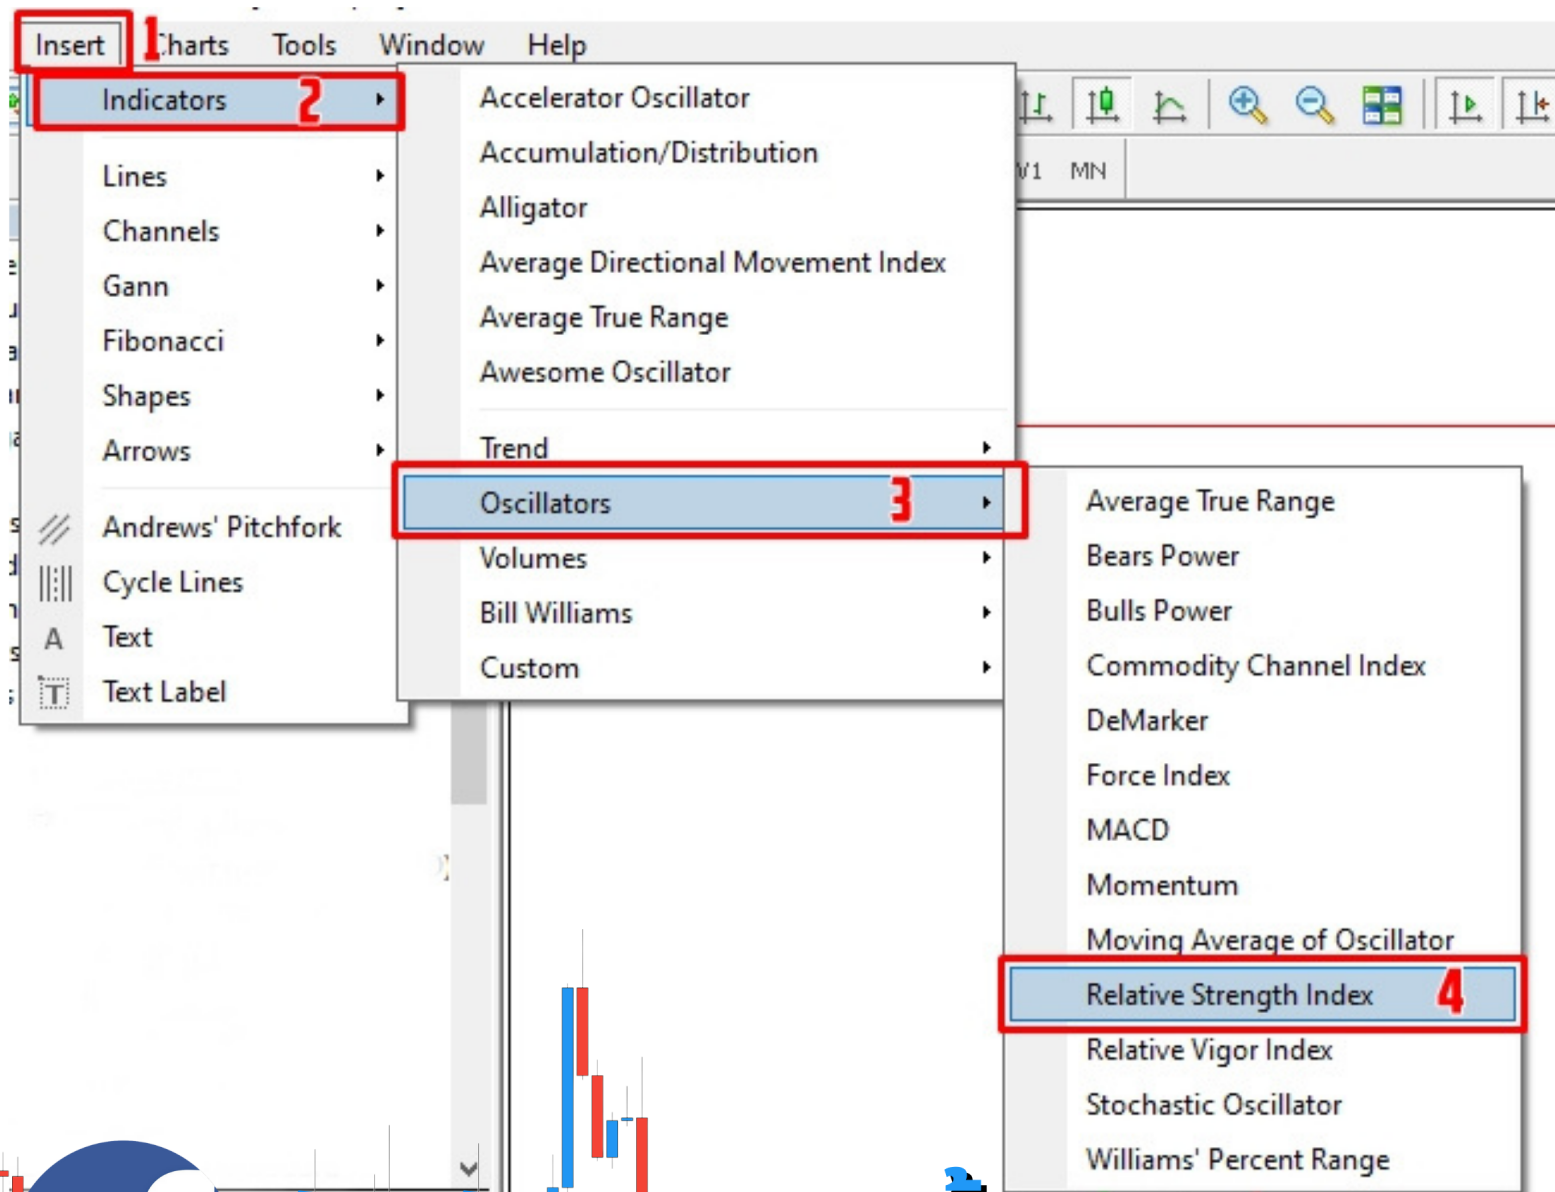 Insert 1 Charts Tools Window Help
Indicators 2
Lines
Channels
Gann
Fibonacci
Shapes
Arrows
Andrews' Pitchfork
Cycle Lines
A Text
T Text Label
Accelerator Oscillator
Accumulation/Distribution
Alligator
Average Directional Movement Index
Average True Range
Awesome Oscillator
Trend
Oscillators 3
Volumes
Bill Williams
Custom
MN
Average True Range
Bears Power
Bulls Power
Commodity Channel Index
DeMarker
Force Index
MACD
Momentum
Moving Average of Oscillator
Relative Strength Index 4
Relative Vigor Index
Stochastic Oscillator
Williams' Percent Range